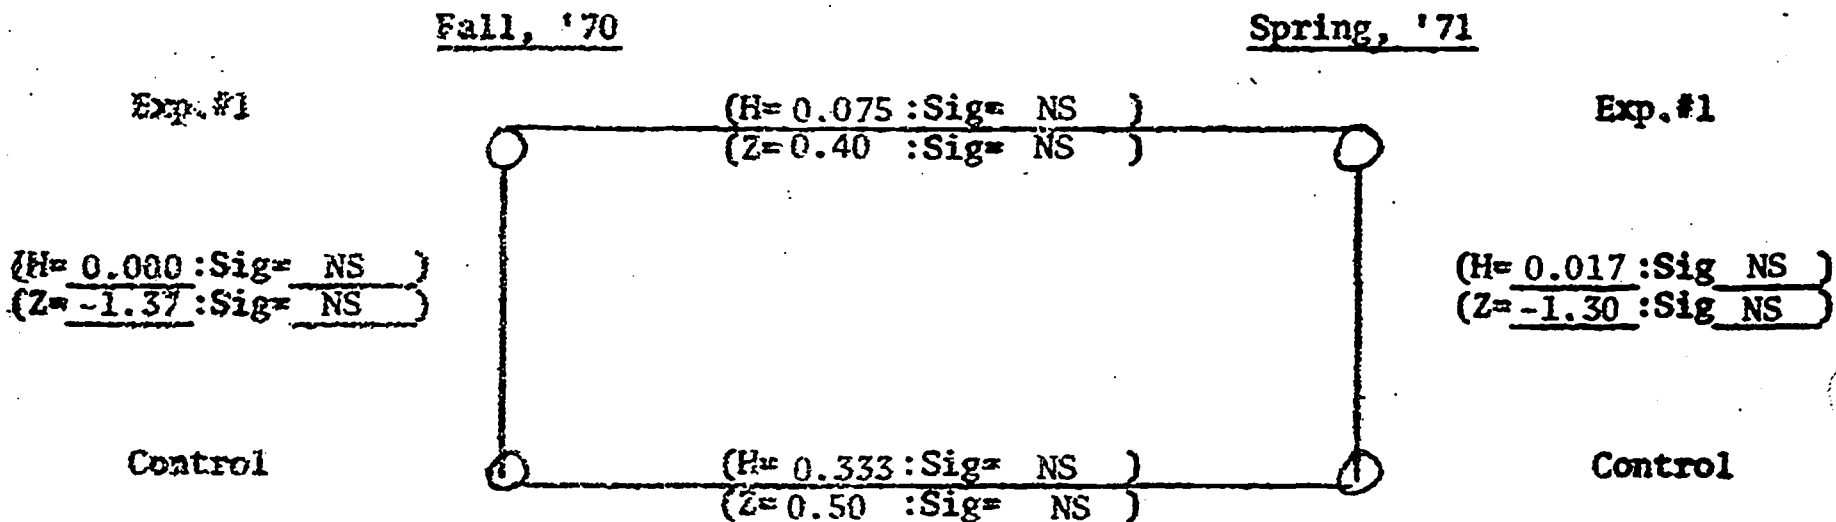 Fall, '70 Spring, '71
Exp.#1 (H= 0.075 :Sig= NS ) Exp.#1
(Z= 0.40 :Sig= NS )
(H= 0.000 :Sig= NS ) (H= 0.017 :Sig NS )
(Z= -1.37 :Sig= NS ) (Z= -1.30 :Sig NS )
Control (H= 0.333 :Sig= NS ) Control
(Z= 0.50 :Sig= NS )